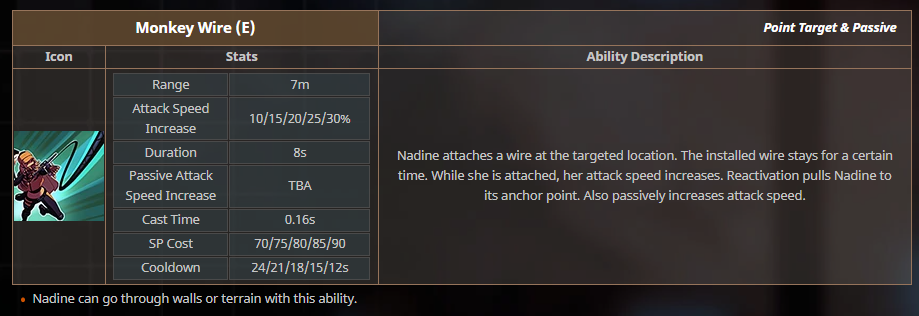 Monkey Wire (E)
Point Target & Passive
Icon
Stats
Ability Description
Range
7m
Attack Speed
Increase
10/15/20/25/30%
Duration
8s
Passive Attack
Speed Increase
TBA
Cast Time
0.16s
SP Cost
70/75/80/85/90
Cooldown
24/21/18/15/12s
Nadine attaches a wire at the targeted location. The installed wire stays for a certain
time. While she is attached, her attack speed increases. Reactivation pulls Nadine to
its anchor point. Also passively increases attack speed.
• Nadine can go through walls or terrain with this ability.